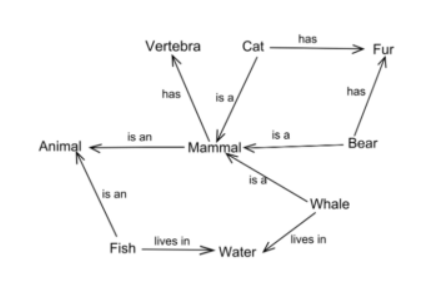 Vertebra
Cat
has
Fur
has
is a
has
Animal
is an
Mammal
is a
Bear
is an
is a
Whale
Fish
lives in
Water
lives in